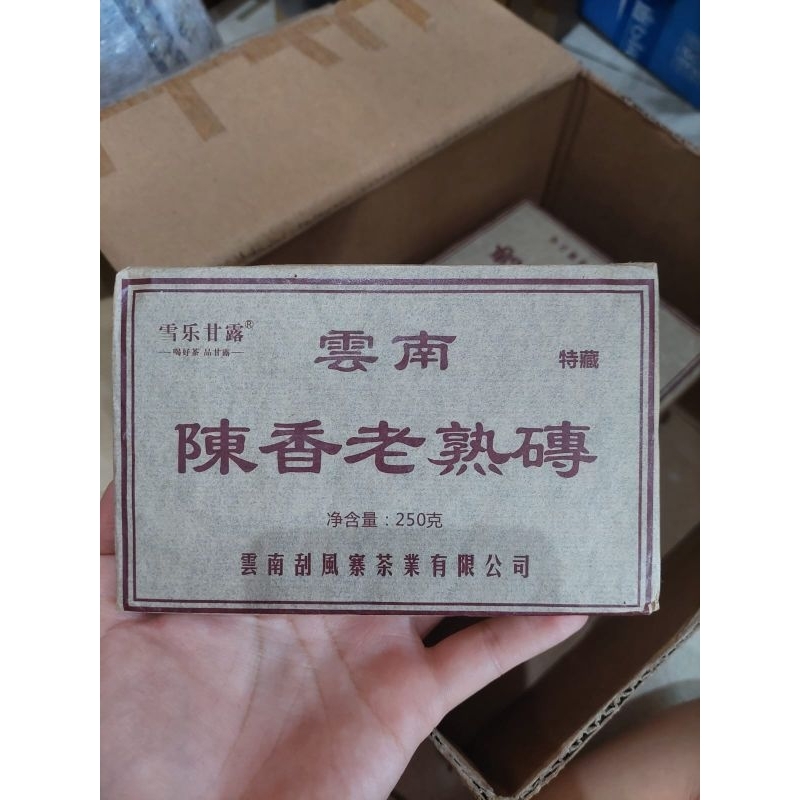 雪乐甘露®
喝好茶 品甘露
雲南
特藏
陳香老熟磚
净含量：250克
雲南刮風寨茶業有限公司